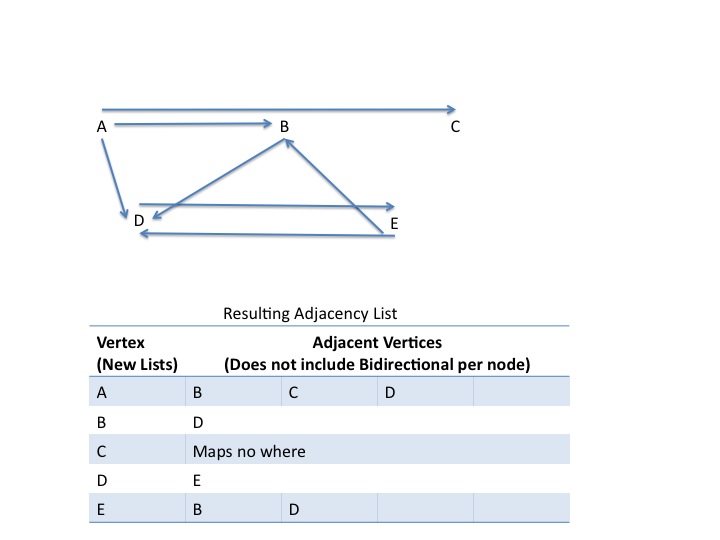 A B C
D E
Resulting Adjacency List
Vertex Adjacent Vertices
(New Lists) (Does not include Bidirectional per node)
A B C D
B D
C Maps no where
D E
E B D